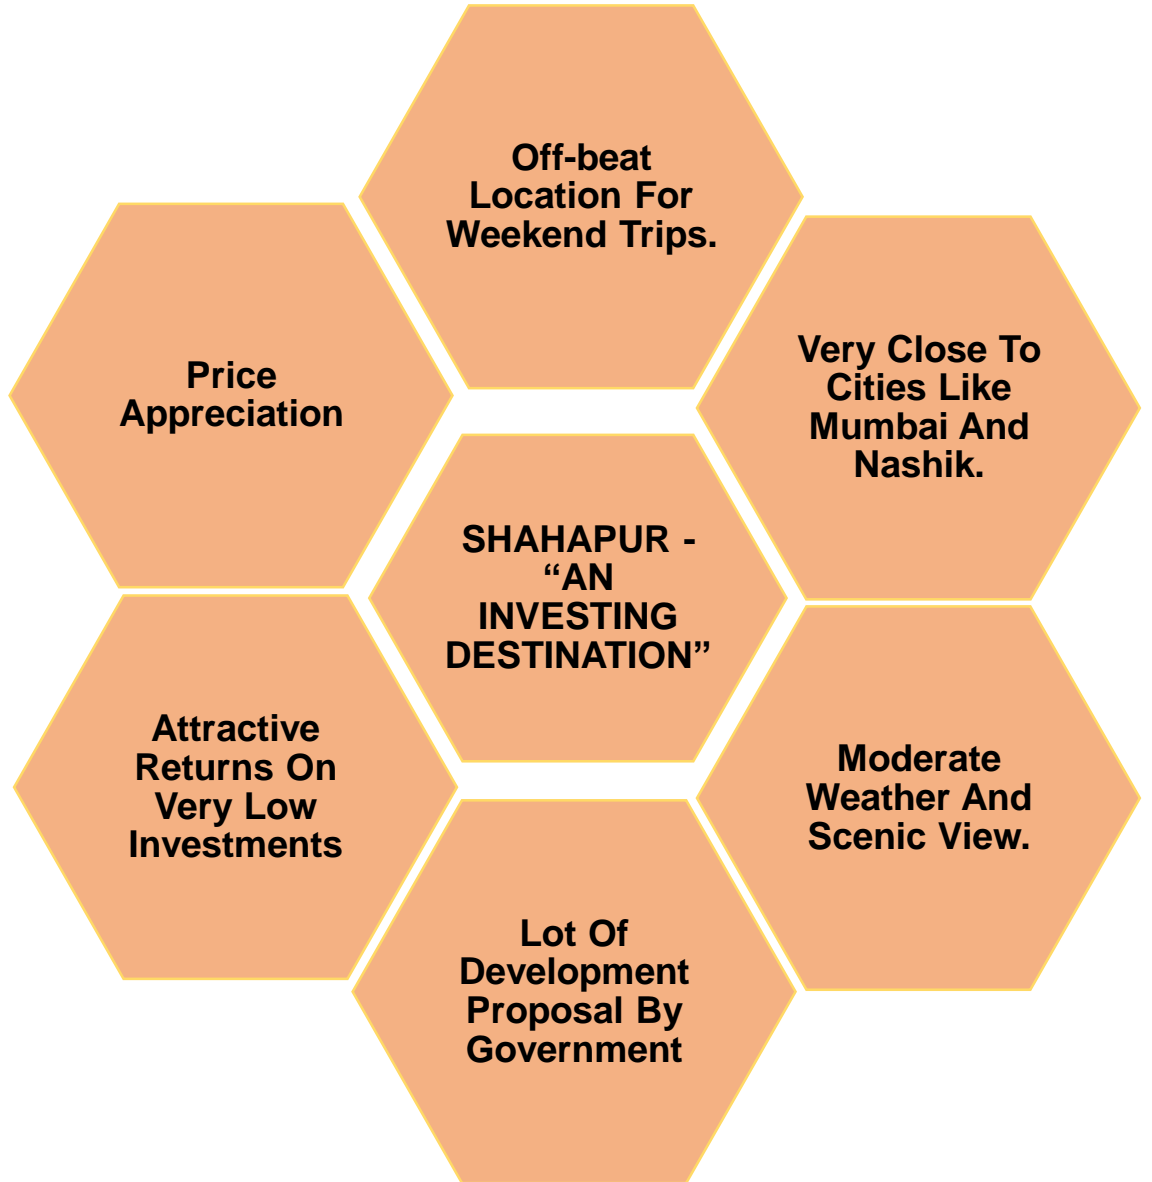 Off-beat
Location For
Weekend Trips.
Very Close To
Cities Like
Mumbai And
Nashik.
Price
Appreciation
SHAHAPUR -
“AN
INVESTING
DESTINATION”
Attractive
Returns On
Very Low
Investments
Moderate
Weather And
Scenic View.
Lot Of
Development
Proposal By
Government